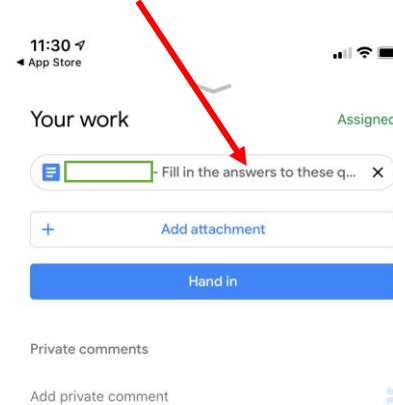 11:30
App Store
Your work
Assigned
- Fill in the answers to these q...
+ Add attachment
Hand in
Private comments
Add private comment